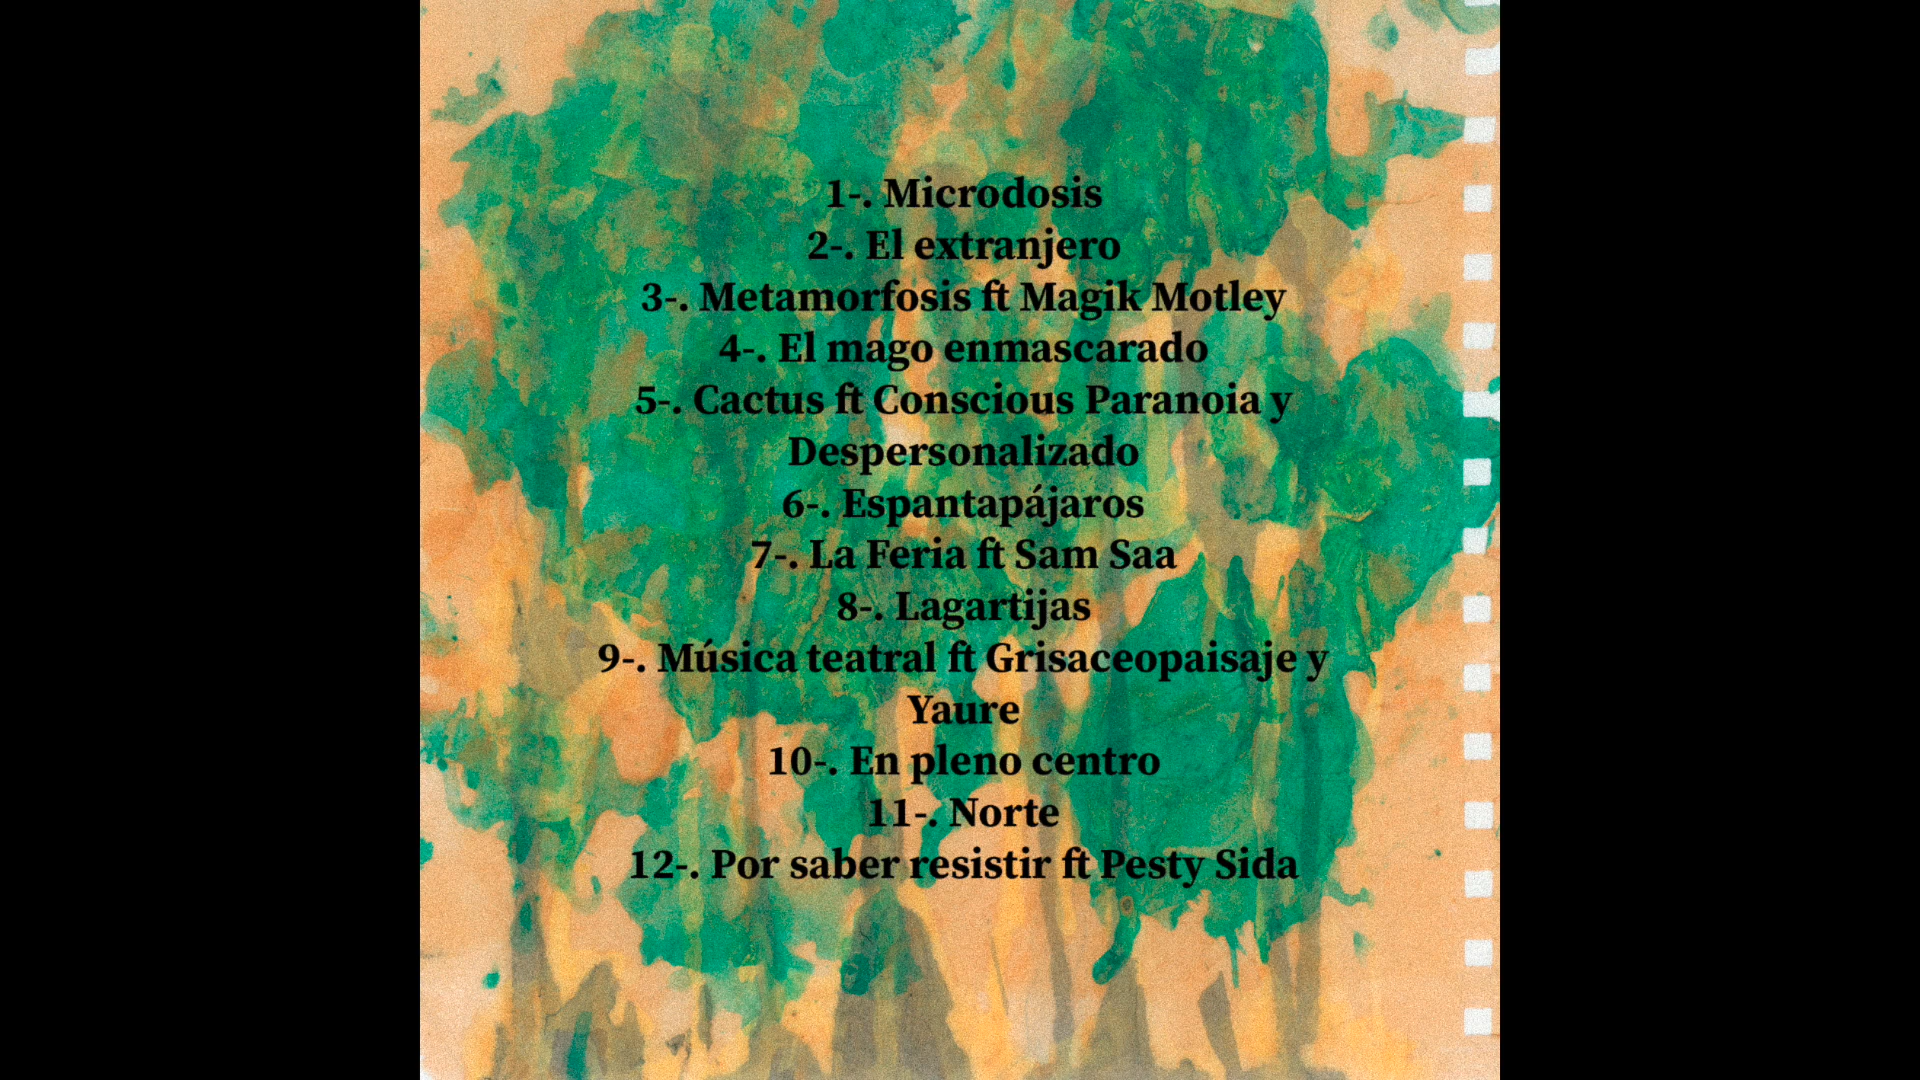 1-. Microdosis
2-. El extranjero
3-. Metamorfosis ft Magik Motley
4-. El mago enmascarado
5-. Cactus ft Conscious Paranoia y
Despersonalizado
6-. Espantapájaros
7-. La Feria ft Sam Saa
8-. Lagartijas
9-. Música teatral ft Grisaceopaisaje y
Yaure
10-. En pleno centro
11-. Norte
12-. Por saber resistir ft Pesty Sida